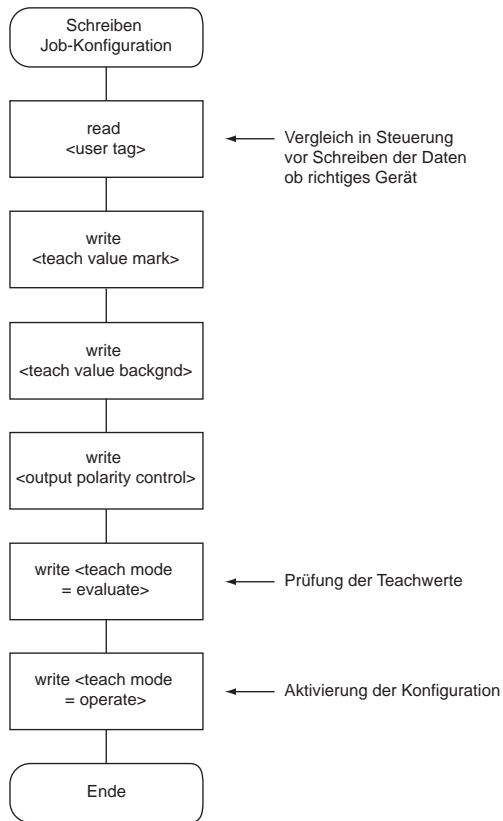 Schreiben
Job-Konfiguration
read
<user tag>
Vergleich in Steuerung
vor Schreiben der Daten
ob richtiges Gerät
write
<teach value mark>
write
<teach value backgnd>
write
<output polarity control>
write <teach mode
= evaluate>
Prüfung der Teachwerte
write <teach mode
= operate>
Aktivierung der Konfiguration
Ende